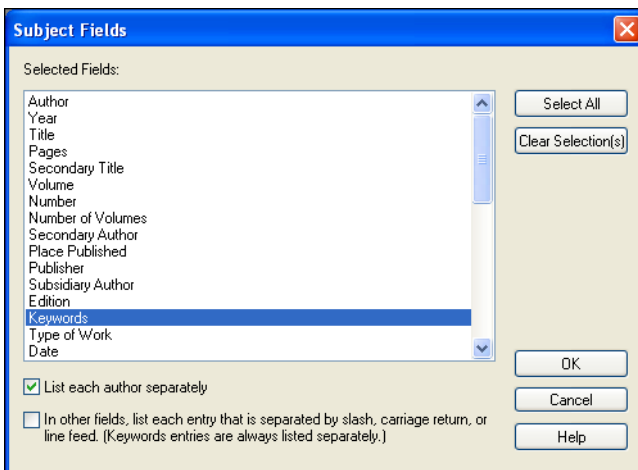 Subject Fields
Selected Fields:
Author
Year
Title
Pages
Secondary Title
Volume
Number
Number of Volumes
Secondary Author
Place Published
Publisher
Subsidiary Author
Edition
Keywords
Type of Work
Date
Select All
Clear Selection(s)
List each author separately
In other fields, list each entry that is separated by slash, carriage return, or
line feed. (Keywords entries are always listed separately.)
OK
Cancel
Help